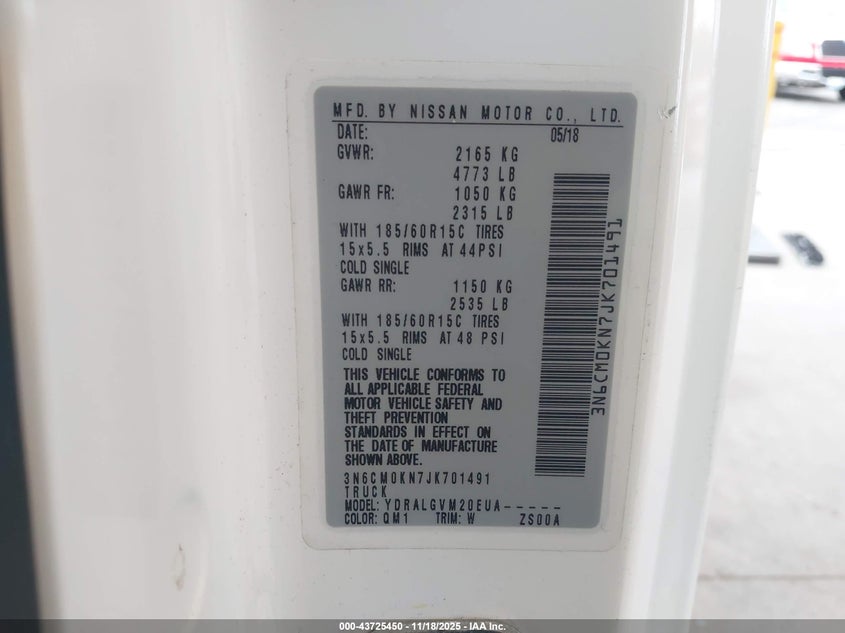 MFD. BY NISSAN MOTOR CO., LTD.
DATE: 05/18
GVWR: 2165 KG
4773 LB
GAWR FR: 1050 KG
2315 LB
WITH 185/60R15C TIRES
15x5.5 RIMS AT 44PSI
COLD SINGLE
GAWR RR: 1150 KG
2535 LB
WITH 185/60R15C TIRES
15x5.5 RIMS AT 48 PSI
COLD SINGLE
THIS VEHICLE CONFORMS TO
ALL APPLICABLE FEDERAL
MOTOR VEHICLE SAFETY AND
THEFT PREVENTION
STANDARDS IN EFFECT ON
THE DATE OF MANUFACTURE
SHOWN ABOVE.
3N6CM0KN7JK701491
TRUCK
MODEL: YDRALGVM20EUA-----
COLOR: QM1 TRIM: W ZS00A
3N6CM0KN7JK701491
000-43725450 - 11/18/2025 - IAA Inc.